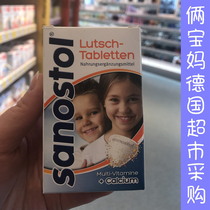 sanostol
Lutsch-
Tabletten
Nahrungsergänzungsmittel
Multi-Vitamine
+ Calcium
俩宝妈德国超市采购